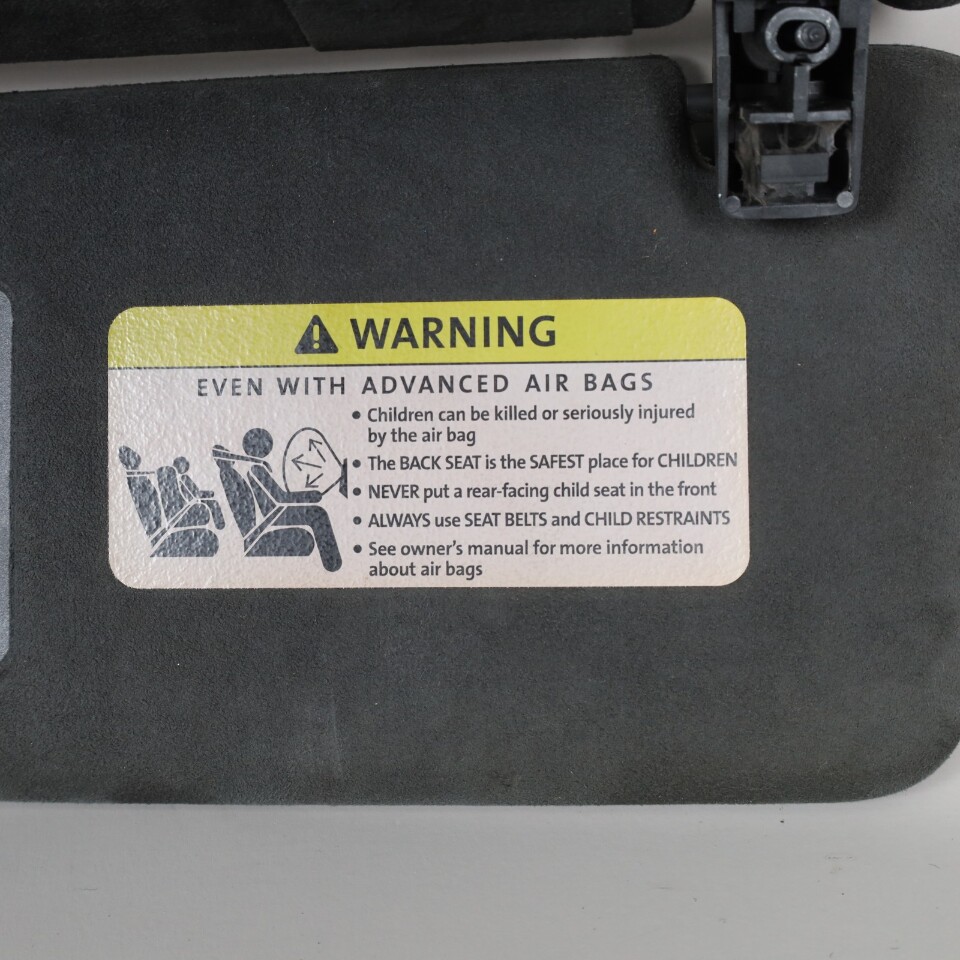 WARNING
EVEN WITH ADVANCED AIR BAGS
• Children can be killed or seriously injured
by the air bag
• The BACK SEAT is the SAFEST place for CHILDREN
• NEVER put a rear-facing child seat in the front
• ALWAYS use SEAT BELTS and CHILD RESTRAINTS
• See owner's manual for more information
about air bags